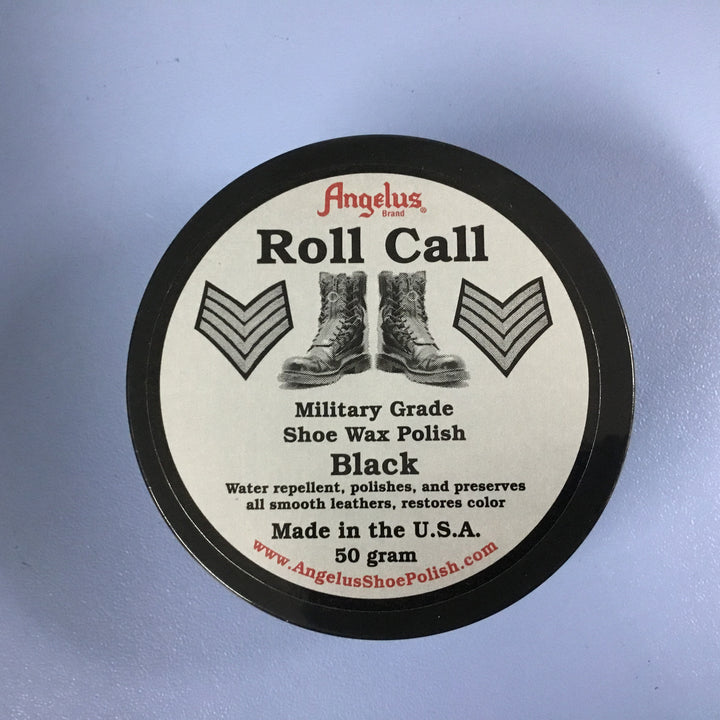 Angelus®
Brand
Roll Call
Military Grade
Shoe Wax Polish
Black
Water repellent, polishes, and preserves
all smooth leathers, restores color
Made in the U.S.A.
50 gram
www.AngelusShoePolish.com